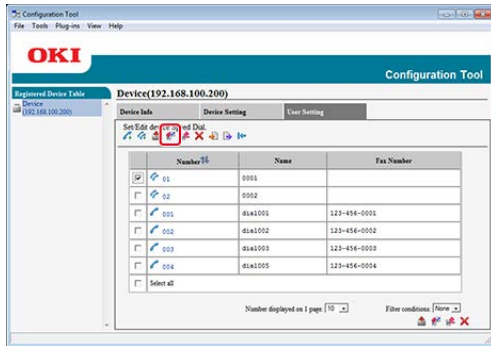 Configuration Tool
File Tools Plug-ins View Help
OKI
Configuration Tool
Registered Device Table
Device
(192.168.100.200)
Device(192.168.100.200)
Device Info Device Setting User Setting
Set/Edit device Speed Dial.
Number Name Fax Number
01 0001
02 0002
001 dial001 123-456-0001
002 dial002 123-456-0002
003 dial003 123-456-0003
004 dial005 123-456-0004
Select all
Number displayed on 1 page: 10 Filter conditions: None